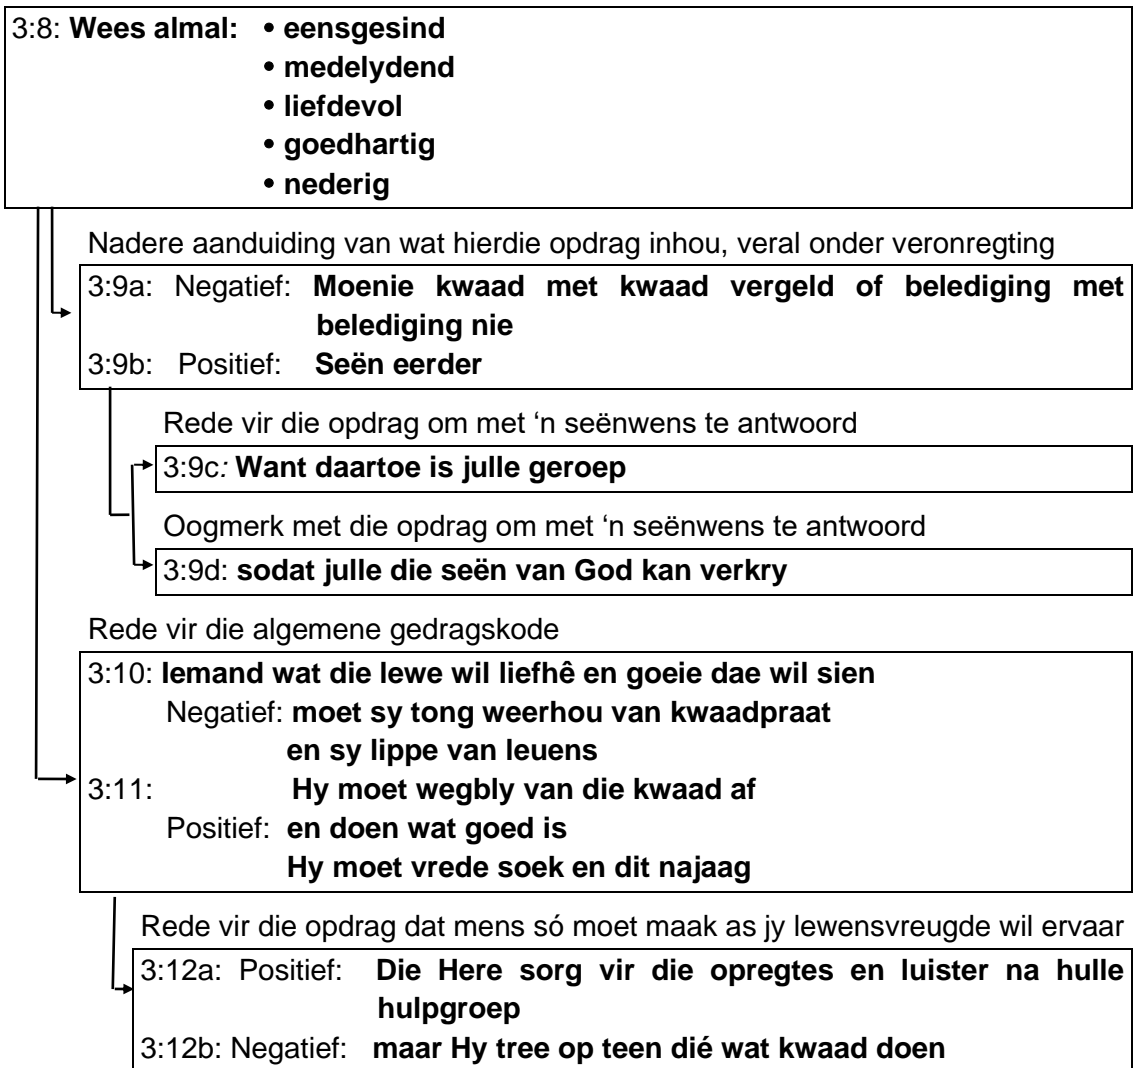 3:8: Wees almal: • eensgesind
• medelydend
• liefdevol
• goedhartig
• nederig
Nadere aanduiding van wat hierdie opdrag inhou, veral onder veronregting
3:9a: Negatief: Moenie kwaad met kwaad vergeld of belediging met
belediging nie
3:9b: Positief: Seën eerder
Rede vir die opdrag om met ‘n seënwens te antwoord
3:9c: Want daartoe is julle geroep
Oogmerk met die opdrag om met ‘n seënwens te antwoord
3:9d: sodat julle die seën van God kan verkry
Rede vir die algemene gedragskode
3:10: Iemand wat die lewe wil liefhê en goeie dae wil sien
Negatief: moet sy tong weerhou van kwaadpraat
en sy lippe van leuens
3:11: Hy moet wegbly van die kwaad af
Positief: en doen wat goed is
Hy moet vrede soek en dit najaag
Rede vir die opdrag dat mens só moet maak as jy lewensvreugde wil ervaar
3:12a: Positief: Die Here sorg vir die opregtes en luister na hulle
hulpgroep
3:12b: Negatief: maar Hy tree op teen dié wat kwaad doen